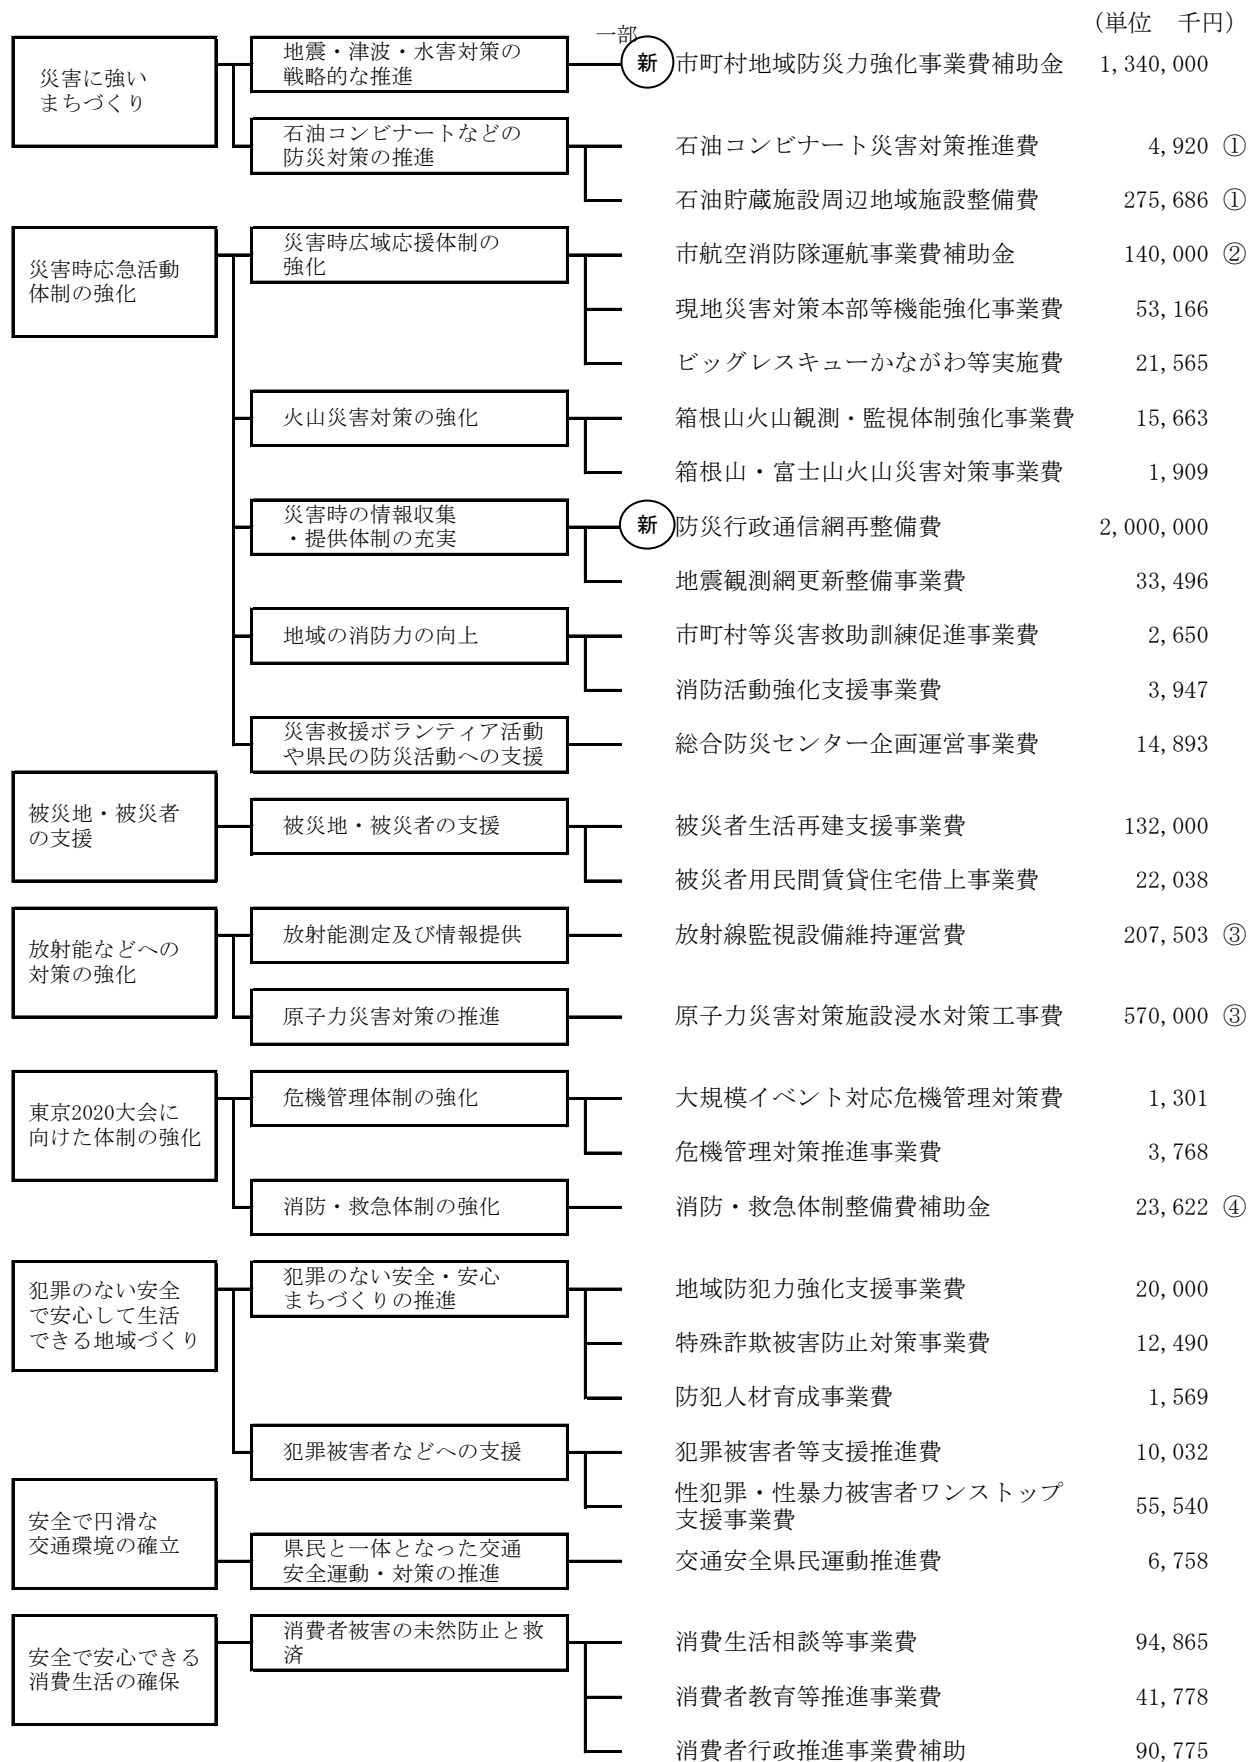 (単位 千円)
災害に強い
まちづくり
地震・津波・水害対策の
戦略的な推進
一部
新 市町村地域防災力強化事業費補助金 1,340,000
石油コンビナートなどの
防災対策の推進
石油コンビナート災害対策推進費 4,920 ①
石油貯蔵施設周辺地域施設整備費 275,686 ①
災害時応急活動
体制の強化
災害時広域応援体制の
強化
市航空消防隊運航事業費補助金 140,000 ②
現地災害対策本部等機能強化事業費 53,166
ビッグレスキューかながわ等実施費 21,565
火山災害対策の強化
箱根山火山観測・監視体制強化事業費 15,663
箱根山・富士山火山災害対策事業費 1,909
災害時の情報収集
・提供体制の充実
新 防災行政通信網再整備費 2,000,000
地震観測網更新整備事業費 33,496
地域の消防力の向上
市町村等災害救助訓練促進事業費 2,650
消防活動強化支援事業費 3,947
災害救援ボランティア活動
や県民の防災活動への支援
総合防災センター企画運営事業費 14,893
被災地・被災者
の支援
被災地・被災者の支援
被災者生活再建支援事業費 132,000
被災者用民間賃貸住宅借上事業費 22,038
放射能などへの
対策の強化
放射能測定及び情報提供
放射線監視設備維持運営費 207,503 ③
原子力災害対策の推進
原子力災害対策施設浸水対策工事費 570,000 ③
東京2020大会に
向けた体制の強化
危機管理体制の強化
大規模イベント対応危機管理対策費 1,301
危機管理対策推進事業費 3,768
消防・救急体制の強化
消防・救急体制整備費補助金 23,622 ④
犯罪のない安全
で安心して生活
できる地域づくり
犯罪のない安全・安心
まちづくりの推進
地域防犯力強化支援事業費 20,000
特殊詐欺被害防止対策事業費 12,490
防犯人材育成事業費 1,569
犯罪被害者などへの支援
犯罪被害者等支援推進費 10,032
性犯罪・性暴力被害者ワンストップ
支援事業費 55,540
安全で円滑な
交通環境の確立
県民と一体となった交通
安全運動・対策の推進
交通安全県民運動推進費 6,758
安全で安心できる
消費生活の確保
消費者被害の未然防止と救
済
消費生活相談等事業費 94,865
消費者教育等推進事業費 41,778
消費者行政推進事業費補助 90,775